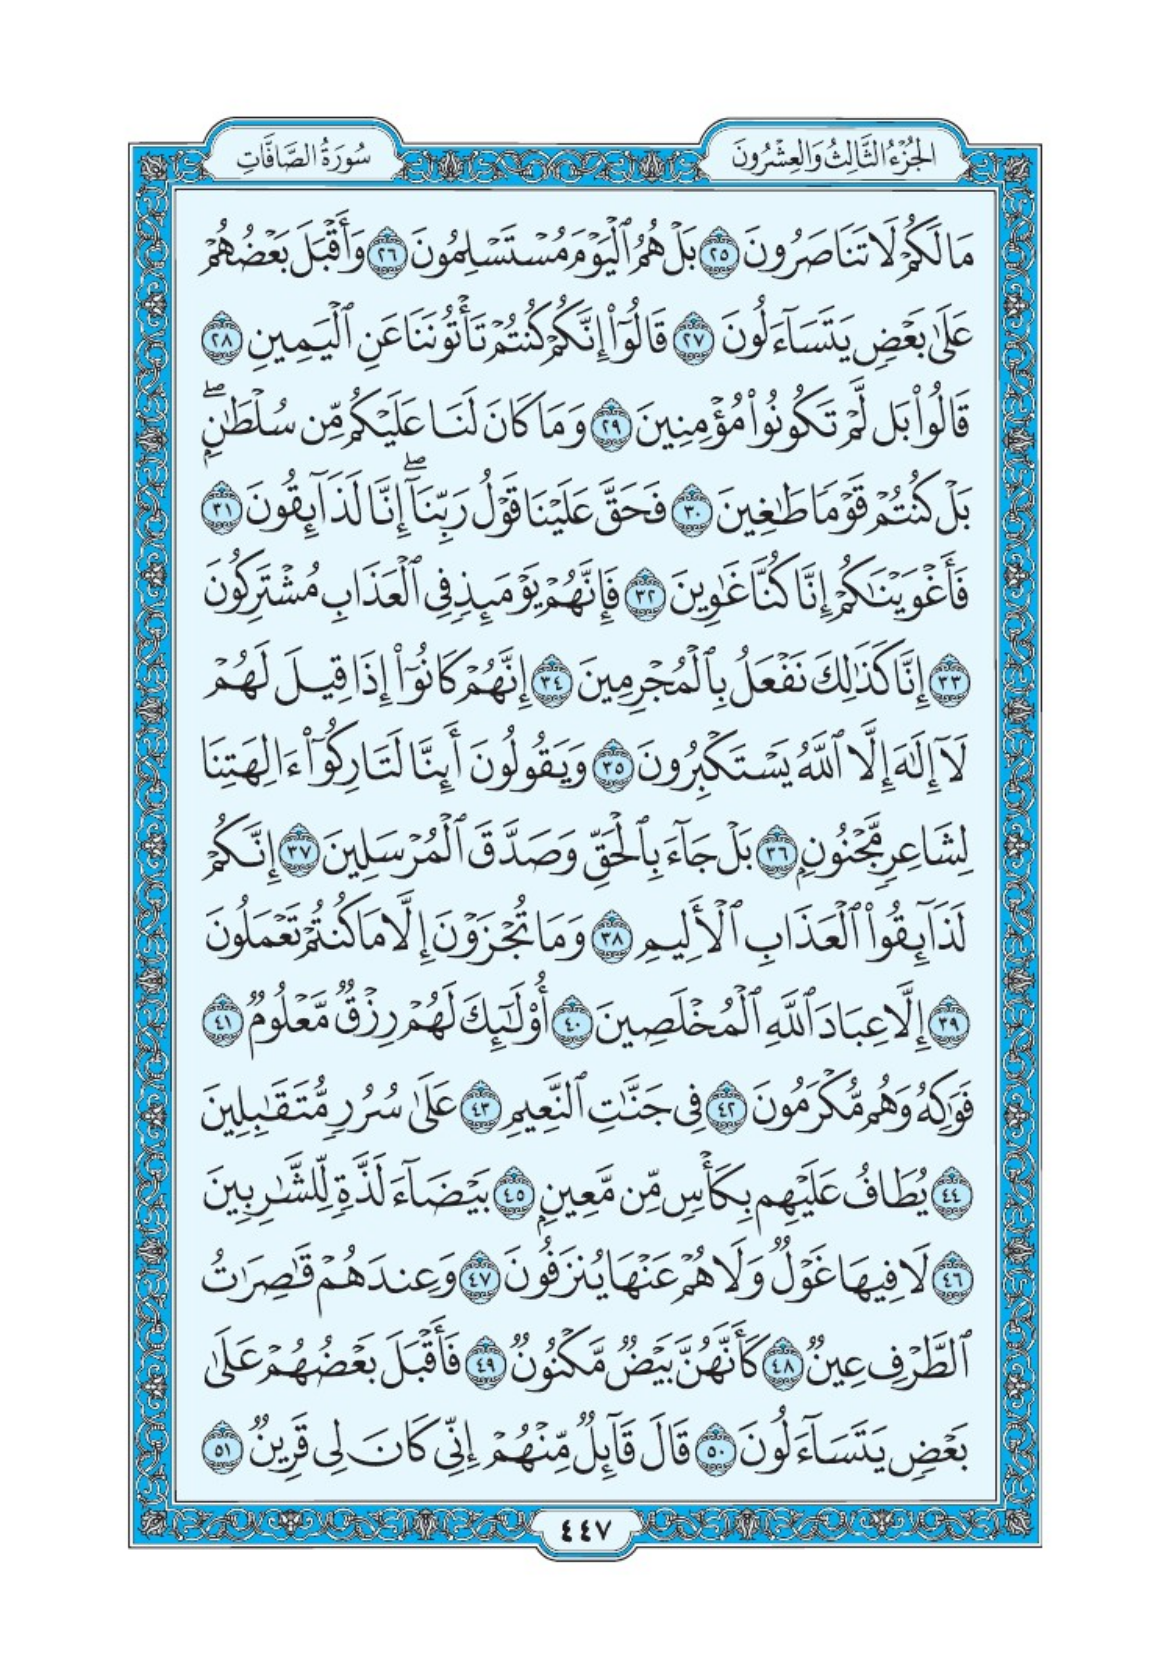 الجُزْءُ الثَّالِثُ وَالعِشْرُونَ
سُورَةُ الصَّافَّاتِ
مَا لَكُمْ لَا تَنَاصَرُونَ ٢٥ بَلْ هُمُ ٱلْيَوْمَ مُسْتَسْلِمُونَ ٢٦ وَأَقْبَلَ بَعْضُهُمْ
عَلَىٰ بَعْضٍ يَتَسَآءَلُونَ ٢٧ قَالُوٓا۟ إِنَّكُمْ كُنتُمْ تَأْتُونَنَا عَنِ ٱلْيَمِينِ ٢٨
قَالُوا۟ بَل لَّمْ تَكُونُوا۟ مُؤْمِنِينَ ٢٩ وَمَا كَانَ لَنَا عَلَيْكُم مِّن سُلْطَـٰنٍۭ ۖ
بَلْ كُنتُمْ قَوْمًا طَـٰغِينَ ٣٠ فَحَقَّ عَلَيْنَا قَوْلُ رَبِّنَآ ۖ إِنَّا لَذَآئِقُونَ ٣١
فَأَغْوَيْنَـٰكُمْ إِنَّا كُنَّا غَـٰوِينَ ٣٢ فَإِنَّهُمْ يَوْمَئِذٍ فِى ٱلْعَذَابِ مُشْتَرِكُونَ
٣٣ إِنَّا كَذَٰلِكَ نَفْعَلُ بِٱلْمُجْرِمِينَ ٣٤ إِنَّهُمْ كَانُوٓا۟ إِذَا قِيلَ لَهُمْ
لَآ إِلَـٰهَ إِلَّا ٱللَّهُ يَسْتَكْبِرُونَ ٣٥ وَيَقُولُونَ أَئِنَّا لَتَارِكُوٓا۟ ءَالِهَتِنَا
لِشَاعِرٍ مَّجْنُونٍۭ ٣٦ بَلْ جَآءَ بِٱلْحَقِّ وَصَدَّقَ ٱلْمُرْسَلِينَ ٣٧ إِنَّكُمْ
لَذَآئِقُوا۟ ٱلْعَذَابِ ٱلْأَلِيمِ ٣٨ وَمَا تُجْزَوْنَ إِلَّا مَا كُنتُمْ تَعْمَلُونَ
٣٩ إِلَّا عِبَادَ ٱللَّهِ ٱلْمُخْلَصِينَ ٤٠ أُو۟لَـٰٓئِكَ لَهُمْ رِزْقٌ مَّعْلُومٌ ٤١
فَوَٰكِهُ وَهُم مُّكْرَمُونَ ٤٢ فِى جَنَّـٰتِ ٱلنَّعِيمِ ٤٣ عَلَىٰ سُرُرٍ مُّتَقَـٰبِلِينَ
٤٤ يُطَافُ عَلَيْهِم بِكَأْسٍ مِّن مَّعِينٍۭ ٤٥ بَيْضَآءَ لَذَّةٍ لِّلشَّـٰرِبِينَ
٤٦ لَا فِيهَا غَوْلٌ وَلَا هُمْ عَنْهَا يُنزَفُونَ ٤٧ وَعِندَهُمْ قَـٰصِرَٰتُ
ٱلطَّرْفِ عِينٌ ٤٨ كَأَنَّهُنَّ بَيْضٌ مَّكْنُونٌ ٤٩ فَأَقْبَلَ بَعْضُهُمْ عَلَىٰ
بَعْضٍ يَتَسَآءَلُونَ ٥٠ قَالَ قَآئِلٌ مِّنْهُمْ إِنِّى كَانَ لِى قَرِينٌ ٥١
٤٤٧